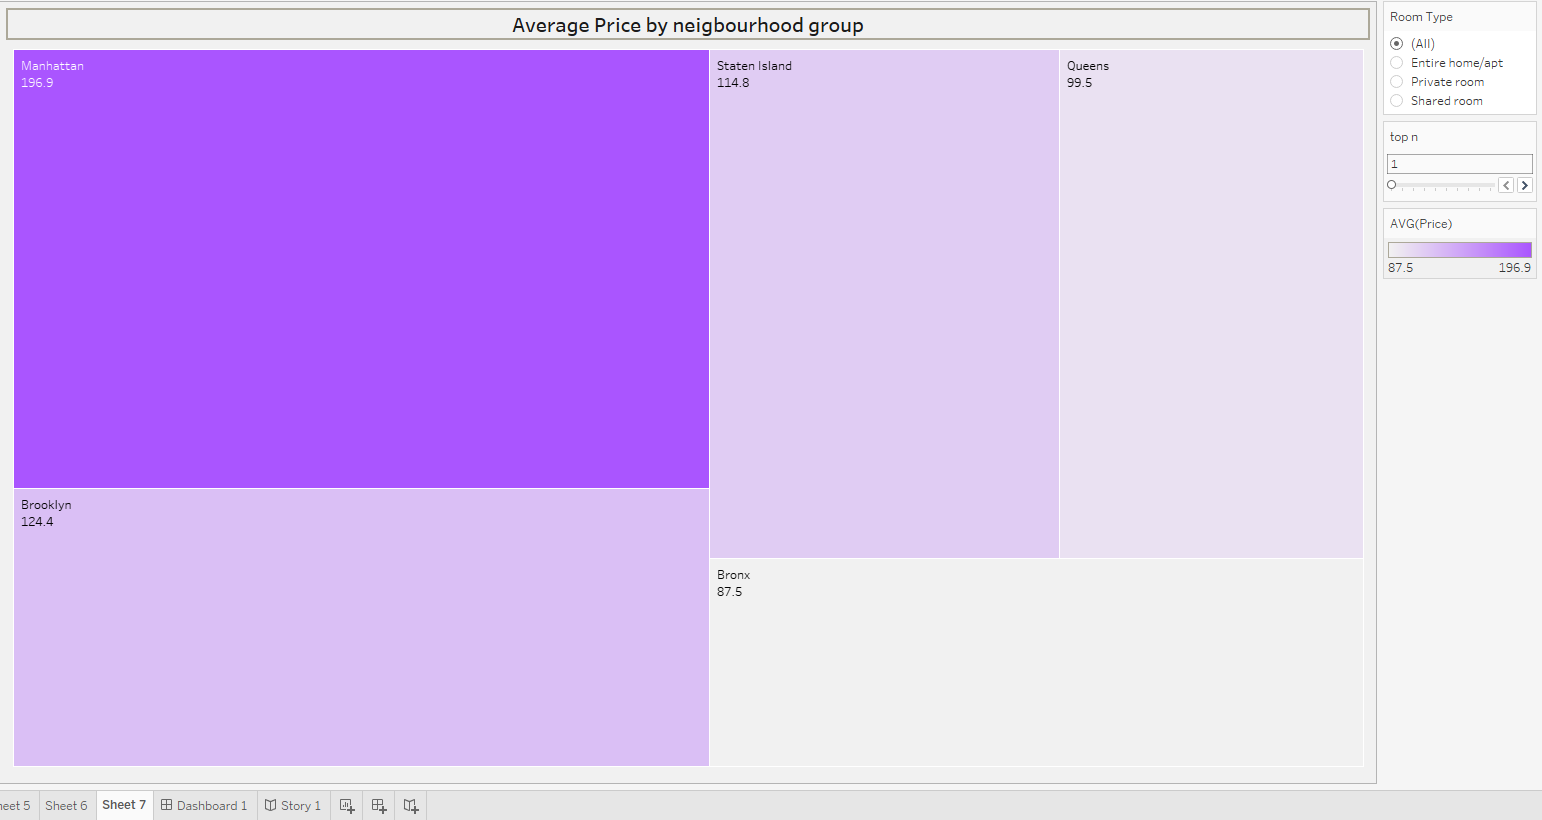 Average Price by neigbourhood group
Manhattan
196.9
Staten Island
114.8
Queens
99.5
Brooklyn
124.4
Bronx
87.5
Room Type
(All)
Entire home/apt
Private room
Shared room
top n
1
AVG(Price)
87.5 196.9
heet 5 Sheet 6 Sheet 7 Dashboard 1 Story 1